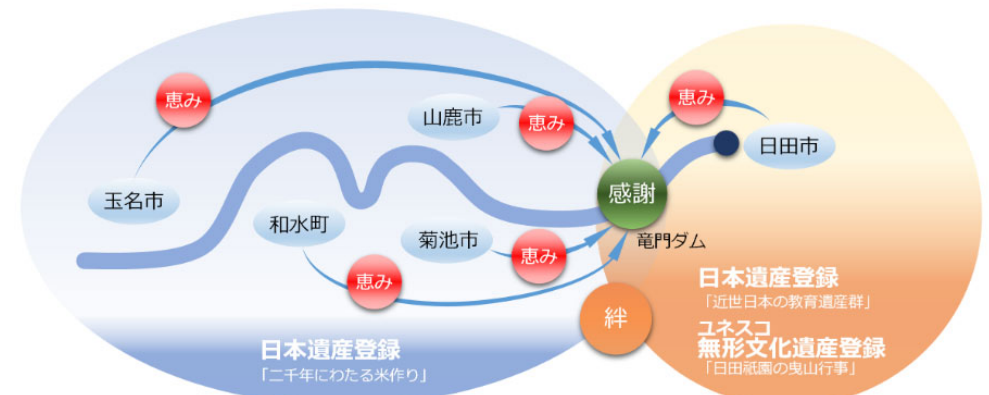 恵み
山鹿市
恵み
恵み
日田市
玉名市
感謝
和水町
菊池市
恵み
竜門ダム
恵み
絆
日本遺産登録
「近世日本の教育遺産群」
ユネスコ
無形文化遺産登録
「日田祇園の曳山行事」
日本遺産登録
「二千年にわたる米作り」